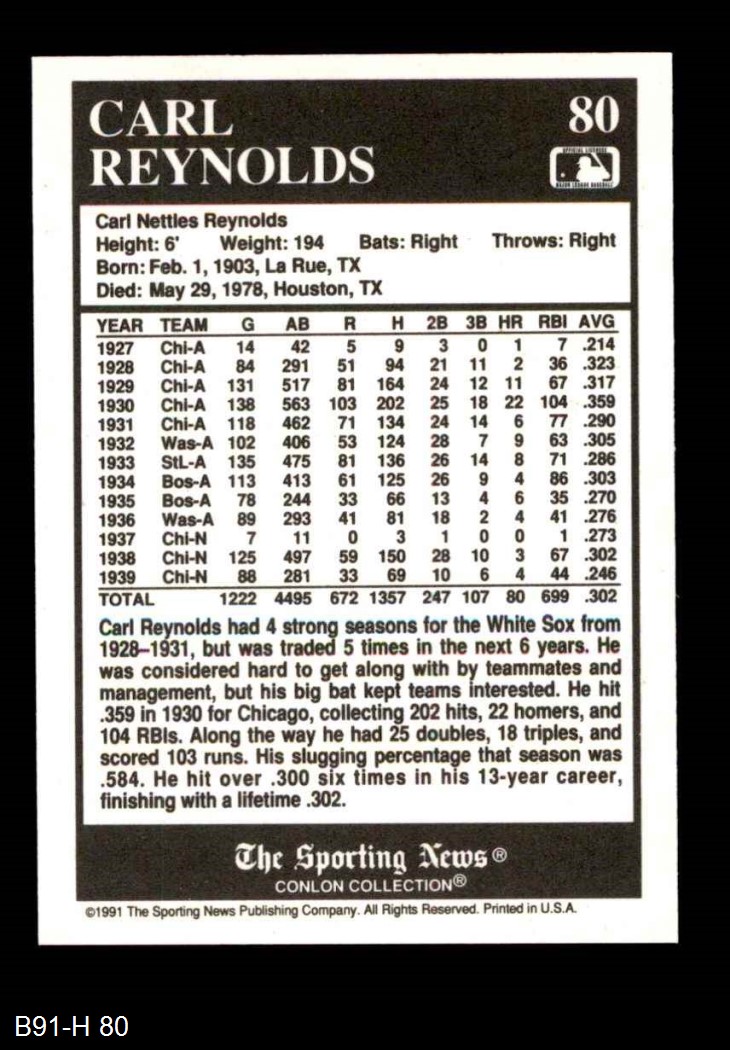 CARL 80
REYNOLDS
OFFICIAL LICENSEE
MAJOR LEAGUE BASEBALL
Carl Nettles Reynolds
Height: 6' Weight: 194 Bats: Right Throws: Right
Born: Feb. 1, 1903, La Rue, TX
Died: May 29, 1978, Houston, TX
YEAR TEAM G AB R H 2B 3B HR RBI AVG
1927 Chi-A 14 42 5 9 3 0 1 7 .214
1928 Chi-A 84 291 51 94 21 11 2 36 .323
1929 Chi-A 131 517 81 164 24 12 11 67 .317
1930 Chi-A 138 563 103 202 25 18 22 104 .359
1931 Chi-A 118 462 71 134 24 14 6 77 .290
1932 Was-A 102 406 53 124 28 7 9 63 .305
1933 StL-A 135 475 81 136 26 14 8 71 .286
1934 Bos-A 113 413 61 125 26 9 4 86 .303
1935 Bos-A 78 244 33 66 13 4 6 35 .270
1936 Was-A 89 293 41 81 18 2 4 41 .276
1937 Chi-N 7 11 0 3 1 0 0 1 .273
1938 Chi-N 125 497 59 150 28 10 3 67 .302
1939 Chi-N 88 281 33 69 10 6 4 44 .246
TOTAL 1222 4495 672 1357 247 107 80 699 .302
Carl Reynolds had 4 strong seasons for the White Sox from
1928–1931, but was traded 5 times in the next 6 years. He
was considered hard to get along with by teammates and
management, but his big bat kept teams interested. He hit
.359 in 1930 for Chicago, collecting 202 hits, 22 homers, and
104 RBIs. Along the way he had 25 doubles, 18 triples, and
scored 103 runs. His slugging percentage that season was
.584. He hit over .300 six times in his 13-year career,
finishing with a lifetime .302.
The Sporting News®
CONLON COLLECTION®
©1991 The Sporting News Publishing Company. All Rights Reserved. Printed in U.S.A.
B91-H 80